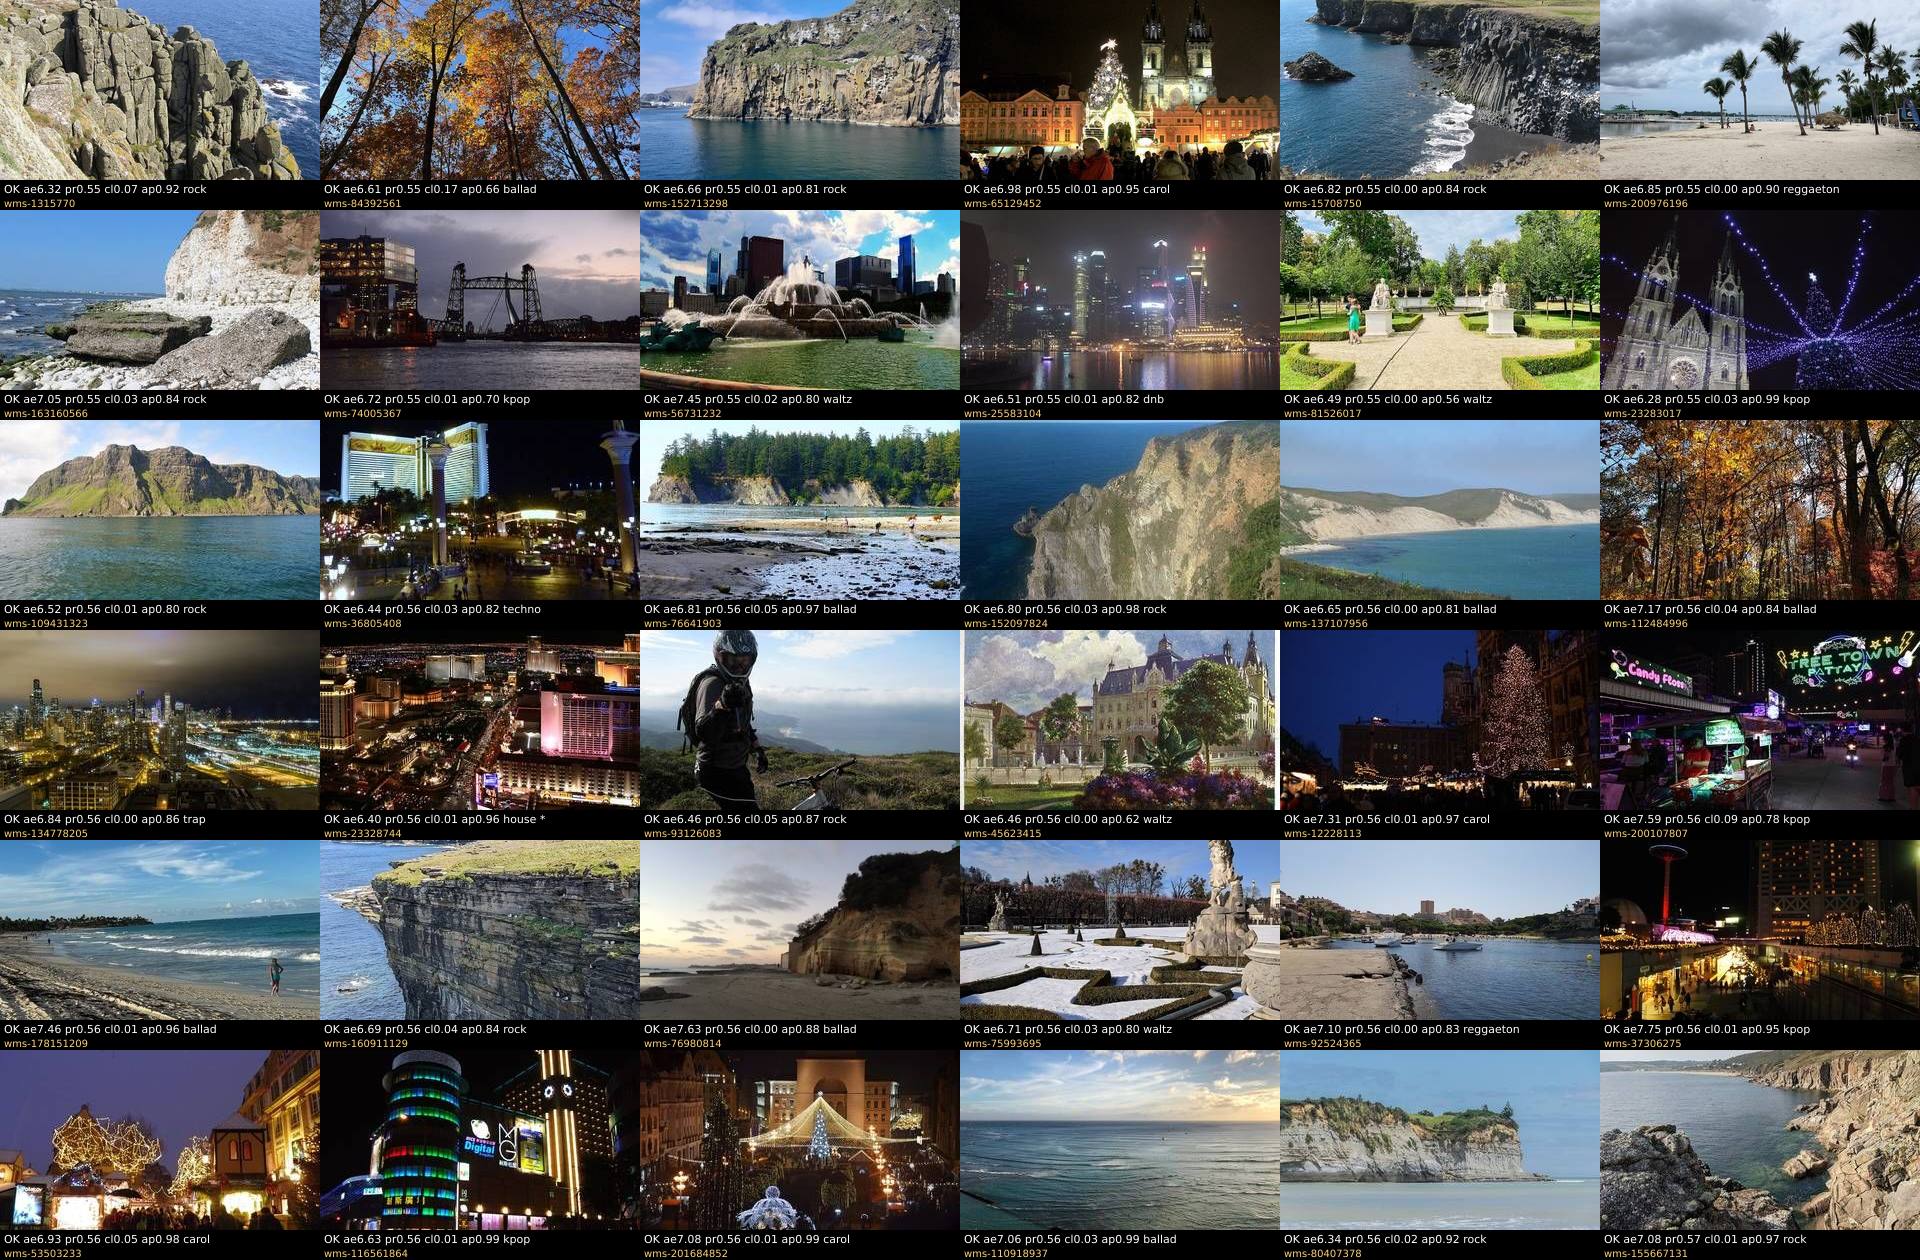 OK ae6.32 pr0.55 cl0.07 ap0.92 rock
wms-1315770
OK ae6.61 pr0.55 cl0.17 ap0.66 ballad
wms-84392561
OK ae6.66 pr0.55 cl0.01 ap0.81 rock
wms-152713298
OK ae6.98 pr0.55 cl0.01 ap0.95 carol
wms-65129452
OK ae6.82 pr0.55 cl0.00 ap0.84 rock
wms-15708750
OK ae6.85 pr0.55 cl0.00 ap0.90 reggaeton
wms-200976196
OK ae7.05 pr0.55 cl0.03 ap0.84 rock
wms-163160566
OK ae6.72 pr0.55 cl0.01 ap0.70 kpop
wms-74005367
OK ae7.45 pr0.55 cl0.02 ap0.80 waltz
wms-56731232
OK ae6.51 pr0.55 cl0.01 ap0.82 dnb
wms-25583104
OK ae6.49 pr0.55 cl0.00 ap0.56 waltz
wms-81526017
OK ae6.28 pr0.55 cl0.03 ap0.99 kpop
wms-23283017
OK ae6.52 pr0.56 cl0.01 ap0.80 rock
wms-109431323
OK ae6.44 pr0.56 cl0.03 ap0.82 techno
wms-36805408
OK ae6.81 pr0.56 cl0.05 ap0.97 ballad
wms-76641903
OK ae6.80 pr0.56 cl0.03 ap0.98 rock
wms-152097824
OK ae6.65 pr0.56 cl0.00 ap0.81 ballad
wms-137107956
OK ae7.17 pr0.56 cl0.04 ap0.84 ballad
wms-112484996
Candy Floss
TREE TOWN
PATTAY
OK ae6.84 pr0.56 cl0.00 ap0.86 trap
wms-134778205
OK ae6.40 pr0.56 cl0.01 ap0.96 house *
wms-23328744
OK ae6.46 pr0.56 cl0.05 ap0.87 rock
wms-93126083
OK ae6.46 pr0.56 cl0.00 ap0.62 waltz
wms-45623415
OK ae7.31 pr0.56 cl0.01 ap0.97 carol
wms-12228113
OK ae7.59 pr0.56 cl0.09 ap0.78 kpop
wms-200107807
OK ae7.46 pr0.56 cl0.01 ap0.96 ballad
wms-178151209
OK ae6.69 pr0.56 cl0.04 ap0.84 rock
wms-160911129
OK ae7.63 pr0.56 cl0.00 ap0.88 ballad
wms-76980814
OK ae6.71 pr0.56 cl0.03 ap0.80 waltz
wms-75993695
OK ae7.10 pr0.56 cl0.00 ap0.83 reggaeton
wms-92524365
OK ae7.75 pr0.56 cl0.01 ap0.95 kpop
wms-37306275
Digital
OK ae6.93 pr0.56 cl0.05 ap0.98 carol
wms-53503233
OK ae6.63 pr0.56 cl0.01 ap0.99 kpop
wms-116561864
OK ae7.08 pr0.56 cl0.01 ap0.99 carol
wms-201684852
OK ae7.06 pr0.56 cl0.03 ap0.99 ballad
wms-110918937
OK ae6.34 pr0.56 cl0.02 ap0.92 rock
wms-80407378
OK ae7.08 pr0.57 cl0.01 ap0.97 rock
wms-155667131